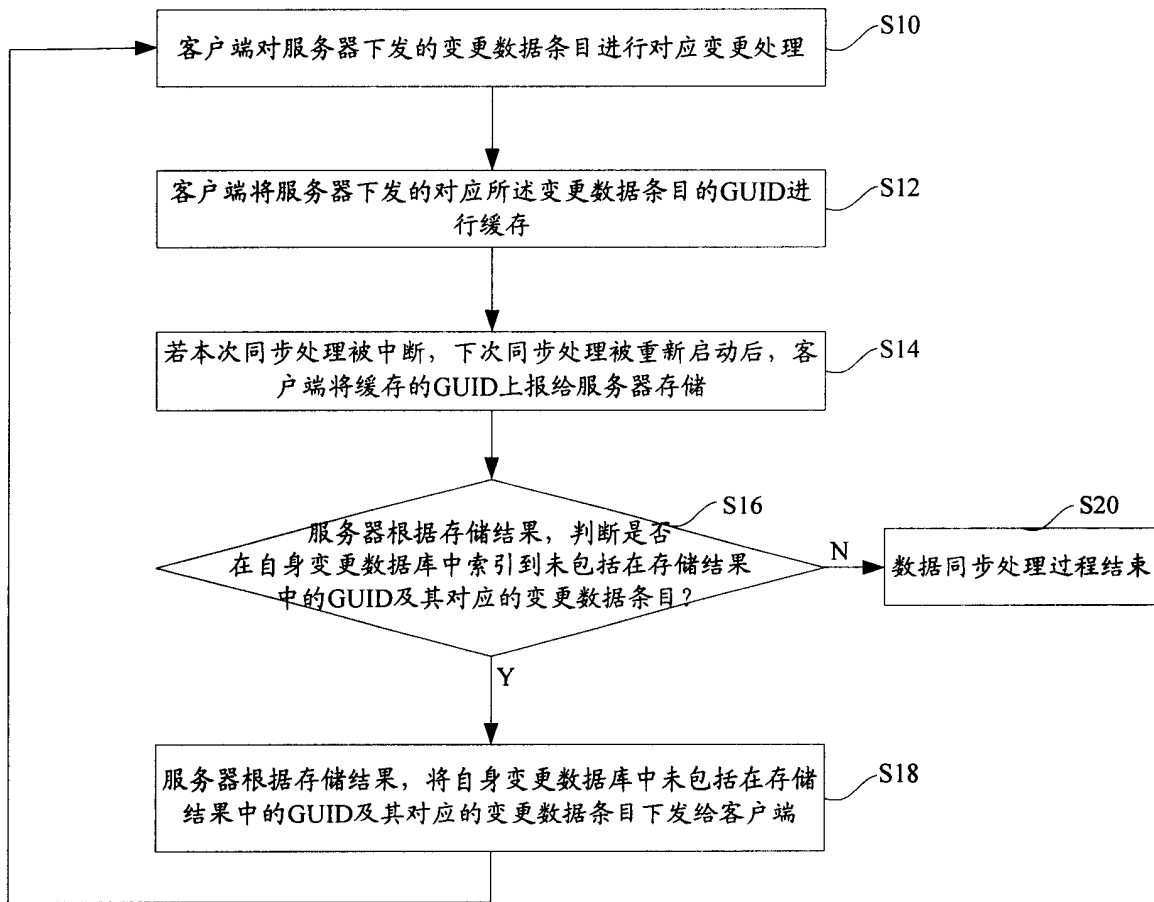 客户端对服务器下发的变更数据条目进行对应变更处理
S10
客户端将服务器下发的对应所述变更数据条目的GUID进
行缓存
S12
若本次同步处理被中断，下次同步处理被重新启动后，客
户端将缓存的GUID上报给服务器存储
S14
服务器根据存储结果，判断是否
在自身变更数据库中索引到未包括在存储结果
中的GUID及其对应的变更数据条目？
S16
N
数据同步处理过程结束
S20
Y
服务器根据存储结果，将自身变更数据库中未包括在存储
结果中的GUID及其对应的变更数据条目下发给客户端
S18